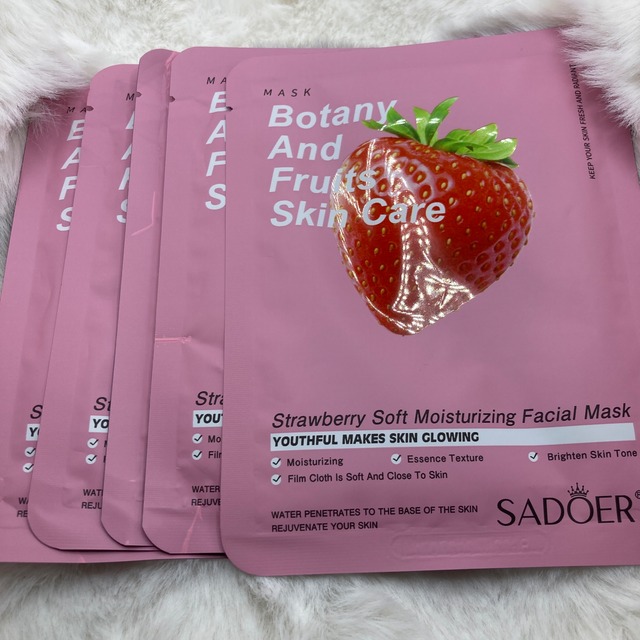 MASK
Botany
And
Fruits
Skin Care
KEEP YOUR SKIN FRESH AND RADIANT
Strawberry Soft Moisturizing Facial Mask
YOUTHFUL MAKES SKIN GLOWING
Moisturizing
Essence Texture
Brighten Skin Tone
Film Cloth Is Soft And Close To Skin
WATER PENETRATES TO THE BASE OF THE SKIN
REJUVENATE YOUR SKIN
SADOER®